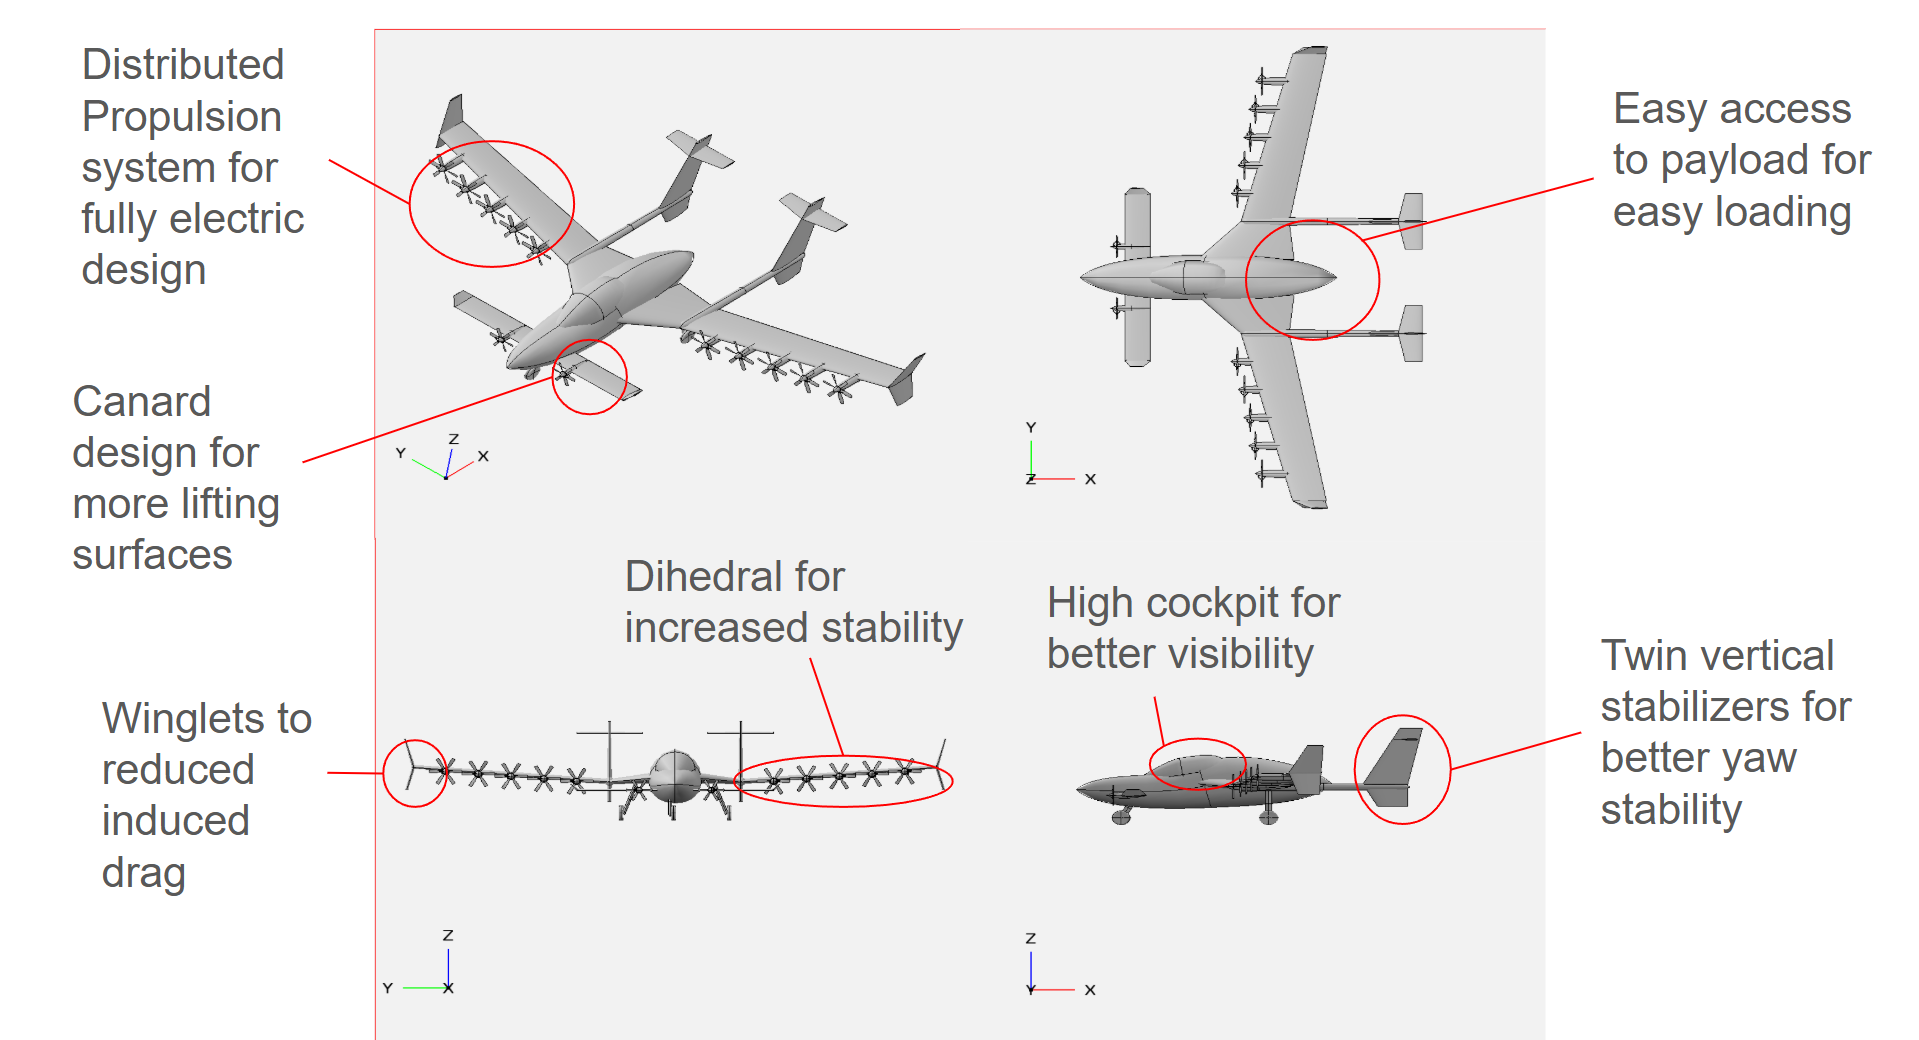 Distributed
Propulsion
system for
fully electric
design
Easy access
to payload for
easy loading
Canard
design for
more lifting
surfaces
Z
Y
X
Y
Z
X
Dihedral for
increased stability
High cockpit for
better visibility
Twin vertical
stabilizers for
better yaw
stability
Winglets to
reduced
induced
drag
Z
Y
X
Z
Y
X